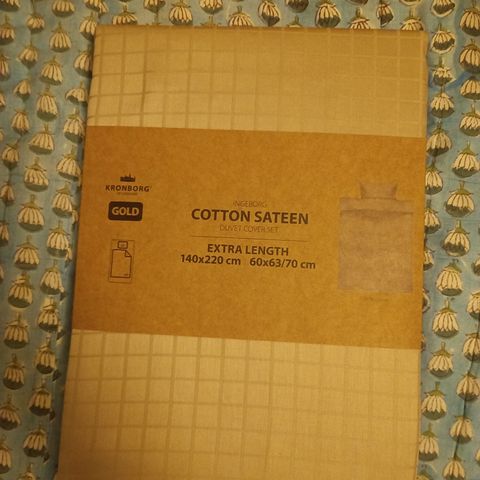 KRONBORG
GOLD
INGEBORG
COTTON SATEEN
DUVET COVER SET
EXTRA LENGTH
140x220 cm 60x63/70 cm